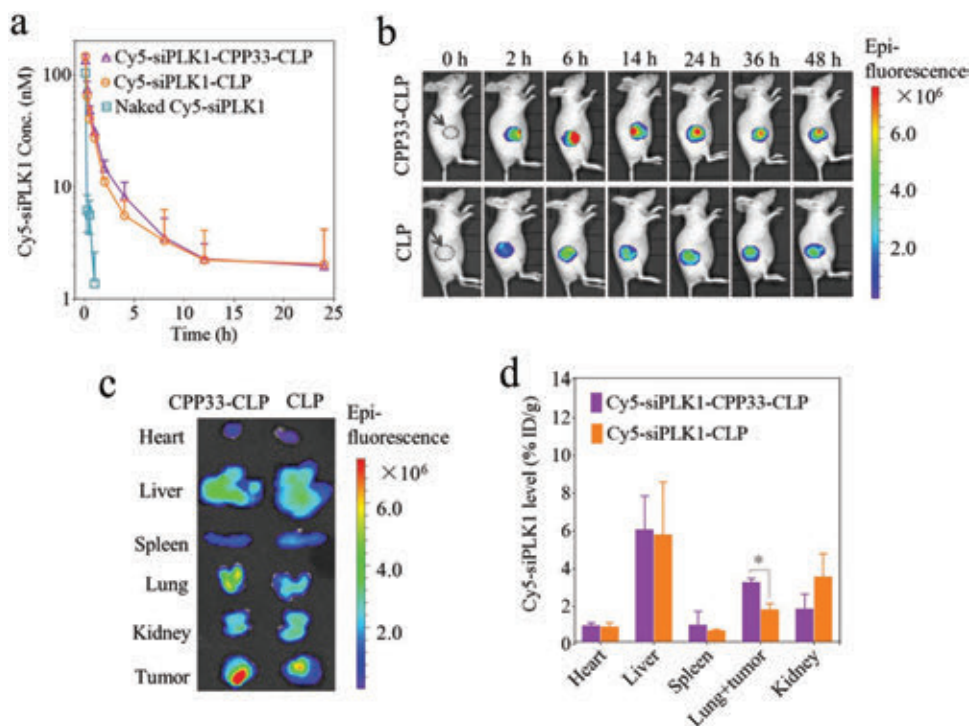 a
Cy5-siPLK1 Conc. (nM)
100
10
1
Cy5-siPLK1-CPP33-CLP
Cy5-siPLK1-CLP
Naked Cy5-siPLK1
0 5 10 15 20 25
Time (h)
b
0 h 2 h 6 h 14 h 24 h 36 h 48 h
CPP33-CLP
CLP
Epi-
fluorescence
×10⁶
6.0
4.0
2.0
c
CPP33-CLP CLP
Heart
Liver
Spleen
Lung
Kidney
Tumor
Epi-
fluorescence
×10⁶
6.0
4.0
2.0
d
Cy5-siPLK1 level (% ID/g)
14
12
10
8
6
4
2
0
Cy5-siPLK1-CPP33-CLP
Cy5-siPLK1-CLP
*
Heart
Liver
Spleen
Lung+tumor
Kidney